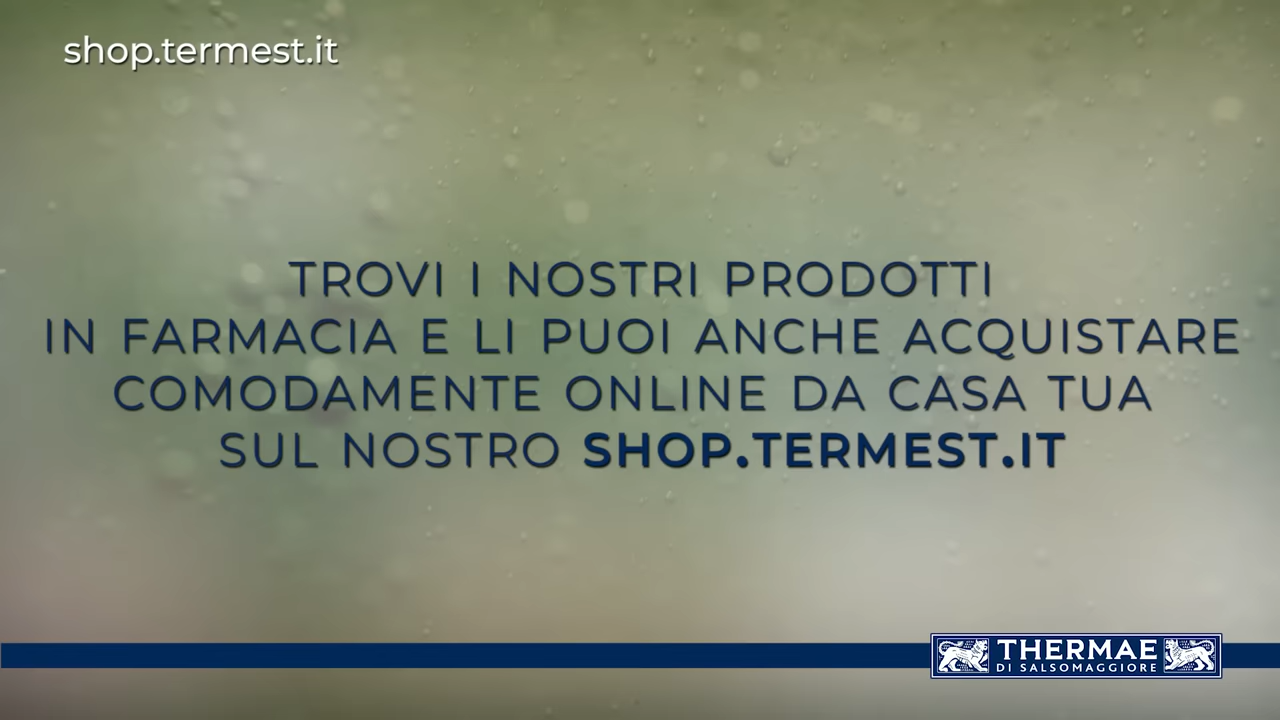 shop.termest.it
TROVI I NOSTRI PRODOTTI
IN FARMACIA E LI PUOI ANCHE ACQUISTARE
COMODAMENTE ONLINE DA CASA TUA
SUL NOSTRO SHOP.TERMEST.IT
THERMAE
DI SALSOMAGGIORE